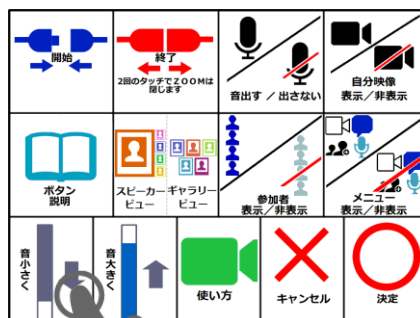 開始
終了
2回のタッチでZOOMは
閉じます
音出す / 出さない
自分映像
表示/非表示
ボタン
説明
スピーカー
ビュー
ギャラリー
ビュー
参加者
表示/非表示
メニュー
表示/非表示
音小さく
音大きく
使い方
キャンセル
決定